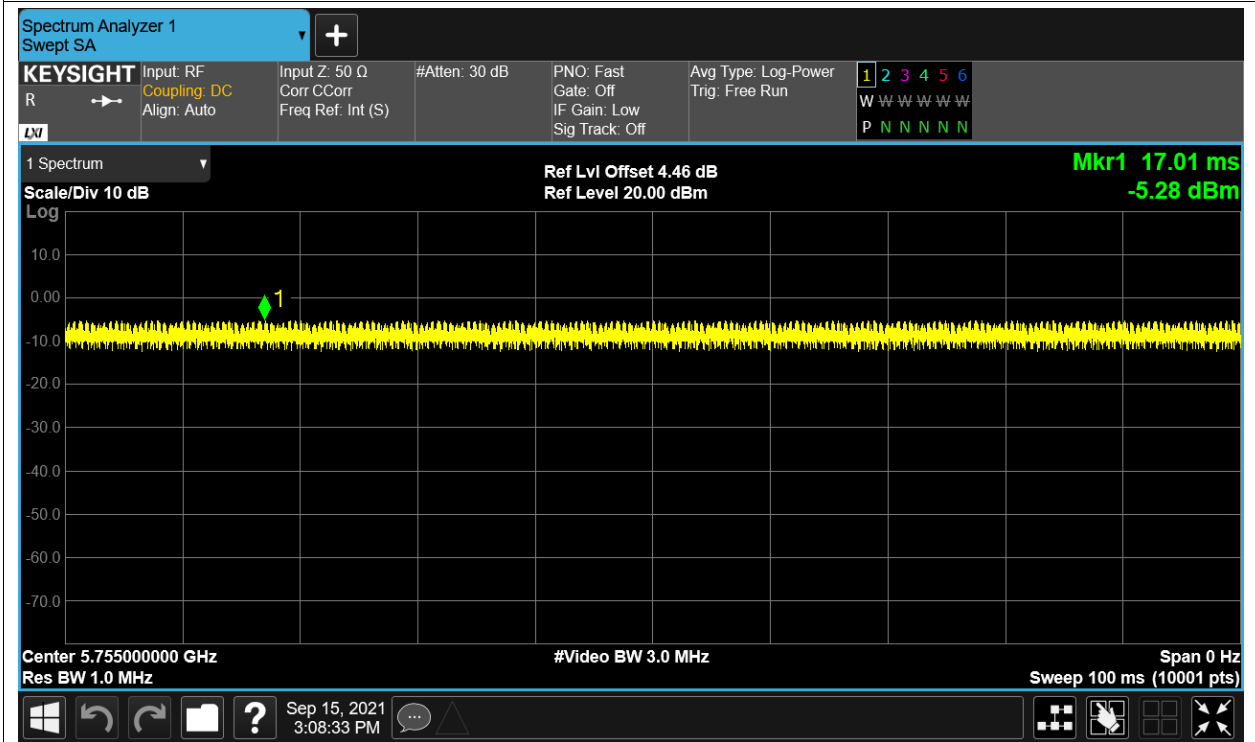 Spectrum Analyzer 1
Swept SA
KEYSIGHT
R
LXI
Input: RF
Coupling: DC
Align: Auto
Input Z: 50 Ω
Corr CCorr
Freq Ref: Int (S)
#Atten: 30 dB
PNO: Fast
Gate: Off
IF Gain: Low
Sig Track: Off
Avg Type: Log-Power
Trig: Free Run
1 2 3 4 5 6
W W W W W W
P N N N N N
1 Spectrum
Scale/Div 10 dB
Log
Ref Lvl Offset 4.46 dB
Ref Level 20.00 dBm
Mkr1 17.01 ms
-5.28 dBm
10.0
0.00
1
-10.0
-20.0
-30.0
-40.0
-50.0
-60.0
-70.0
Center 5.755000000 GHz
Res BW 1.0 MHz
#Video BW 3.0 MHz
Span 0 Hz
Sweep 100 ms (10001 pts)
?
Sep 15, 2021
3:08:33 PM